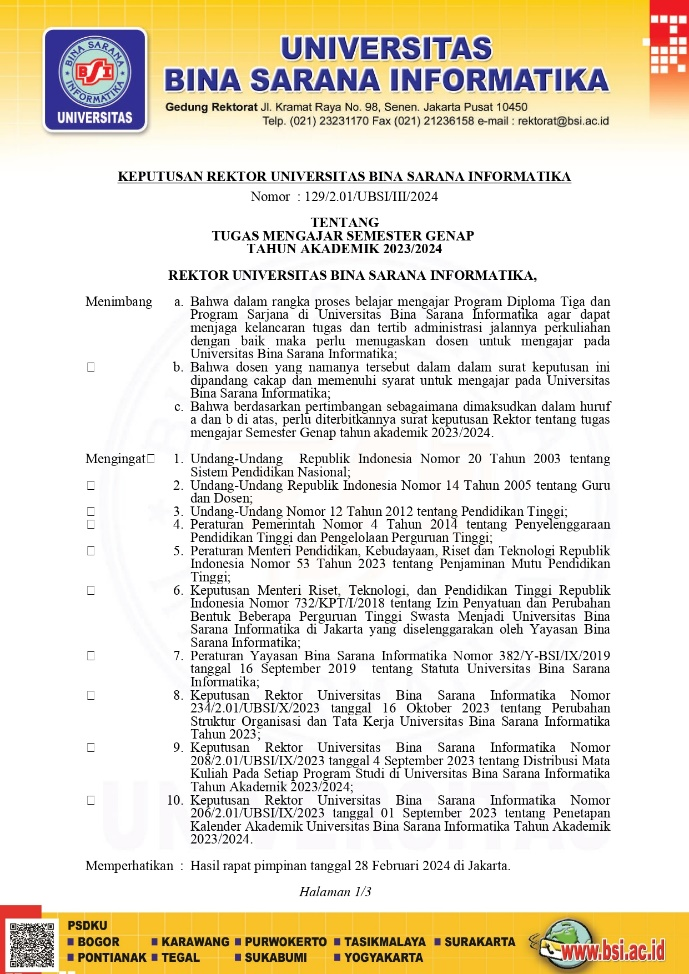 UNIVERSITAS
BINA SARANA INFORMATIKA
BINA SARANA
BSI
INFORMATIKA
UNIVERSITAS
Gedung Rektorat Jl. Kramat Raya No. 98, Senen. Jakarta Pusat 10450
Telp. (021) 23231170 Fax (021) 21236158 e-mail : rektorat@bsi.ac.id
KEPUTUSAN REKTOR UNIVERSITAS BINA SARANA INFORMATIKA
Nomor : 129/2.01/UBSI/III/2024
TENTANG
TUGAS MENGAJAR SEMESTER GENAP
TAHUN AKADEMIK 2023/2024
REKTOR UNIVERSITAS BINA SARANA INFORMATIKA,
Menimbang a. Bahwa dalam rangka proses belajar mengajar Program Diploma Tiga dan
Program Sarjana di Universitas Bina Sarana Informatika agar dapat
menjaga kelancaran tugas dan tertib administrasi jalannya perkuliahan
dengan baik maka perlu menugaskan dosen untuk mengajar pada
Universitas Bina Sarana Informatika;
b. Bahwa dosen yang namanya tersebut dalam dalam surat keputusan ini
dipandang cakap dan memenuhi syarat untuk mengajar pada Universitas
Bina Sarana Informatika;
c. Bahwa berdasarkan pertimbangan sebagaimana dimaksudkan dalam huruf
a dan b di atas, perlu diterbitkannya surat keputusan Rektor tentang tugas
mengajar Semester Genap tahun akademik 2023/2024.
Mengingat 1. Undang-Undang Republik Indonesia Nomor 20 Tahun 2003 tentang
Sistem Pendidikan Nasional;
2. Undang-Undang Republik Indonesia Nomor 14 Tahun 2005 tentang Guru
dan Dosen;
3. Undang-Undang Nomor 12 Tahun 2012 tentang Pendidikan Tinggi;
4. Peraturan Pemerintah Nomor 4 Tahun 2014 tentang Penyelenggaraan
Pendidikan Tinggi dan Pengelolaan Perguruan Tinggi;
5. Peraturan Menteri Pendidikan, Kebudayaan, Riset dan Teknologi Republik
Indonesia Nomor 53 Tahun 2023 tentang Penjaminan Mutu Pendidikan
Tinggi;
6. Keputusan Menteri Riset, Teknologi, dan Pendidikan Tinggi Republik
Indonesia Nomor 732/KPT/I/2018 tentang Izin Penyatuan dan Perubahan
Bentuk Beberapa Perguruan Tinggi Swasta Menjadi Universitas Bina
Sarana Informatika di Jakarta yang diselenggarakan oleh Yayasan Bina
Sarana Informatika;
7. Peraturan Yayasan Bina Sarana Informatika Nomor 382/Y-BSI/IX/2019
tanggal 16 September 2019 tentang Statuta Universitas Bina Sarana
Informatika;
8. Keputusan Rektor Universitas Bina Sarana Informatika Nomor
234/2.01/UBSI/X/2023 tanggal 16 Oktober 2023 tentang Perubahan
Struktur Organisasi dan Tata Kerja Universitas Bina Sarana Informatika
Tahun 2023;
9. Keputusan Rektor Universitas Bina Sarana Informatika Nomor
208/2.01/UBSI/IX/2023 tanggal 4 September 2023 tentang Distribusi Mata
Kuliah Pada Setiap Program Studi di Universitas Bina Sarana Informatika
Tahun Akademik 2023/2024;
10. Keputusan Rektor Universitas Bina Sarana Informatika Nomor
206/2.01/UBSI/IX/2023 tanggal 01 September 2023 tentang Penetapan
Kalender Akademik Universitas Bina Sarana Informatika Tahun Akademik
2023/2024.
Memperhatikan : Hasil rapat pimpinan tanggal 28 Februari 2024 di Jakarta.
Halaman 1/3
PSDKU
BOGOR KARAWANG PURWOKERTO TASIKMALAYA SURAKARTA
PONTIANAK TEGAL SUKABUMI YOGYAKARTA
www.bsi.ac.id